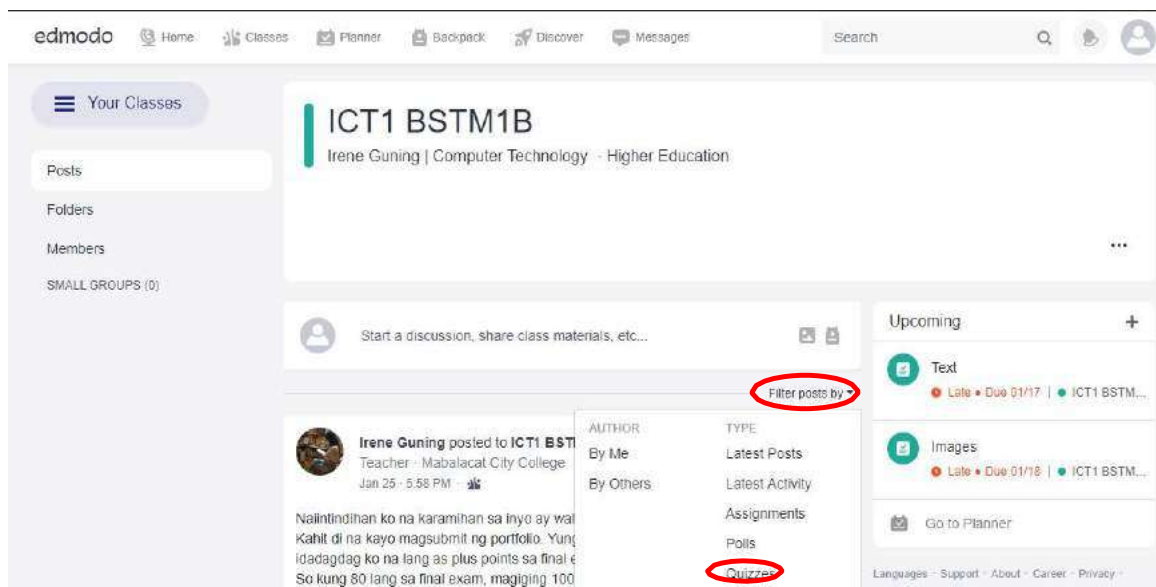 edmodo Home Classes Planner Backpack Discover Messages Search
Your Classes
Posts
Folders
Members
SMALL GROUPS (0)
ICT1 BSTM1B
Irene Guning | Computer Technology · Higher Education
Start a discussion, share class materials, etc...
Filter posts by
AUTHOR
By Me
By Others
TYPE
Latest Posts
Latest Activity
Assignments
Polls
Quizzes
Irene Guning posted to ICT1 BST
Teacher · Mabalacat City College
Jan 25 · 5:58 PM ·
Naiintindihan ko na karamihan sa inyo ay wal
Kahit di na kayo magsubmit ng portfolio. Yung
idadagdag ko na lang as plus points sa final e
So kung 80 lang sa final exam, magiging 100
Upcoming
Text
Late • Due 01/17 | ICT1 BSTM...
Images
Late • Due 01/18 | ICT1 BSTM...
Go to Planner
Languages · Support · About · Career · Privacy ·